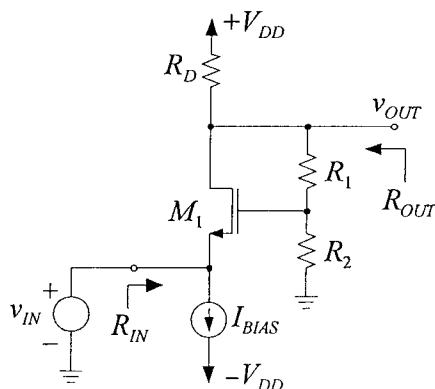 +V_DD
R_D
v_OUT
R_1
R_OUT
M_1
R_2
+
v_IN
-
R_IN
I_BIAS
-V_DD